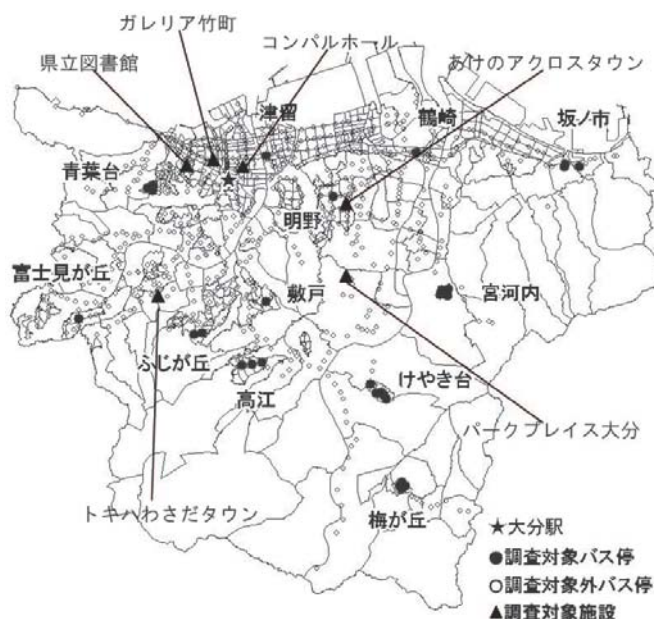 ガレリア竹町
コンパルホール
県立図書館
あけのアクロスタウン
津留
鶴崎
坂ノ市
青葉台
明野
富士見が丘
敷戸
宮河内
ふじが丘
けやき台
高江
パークプレイス大分
トキハわさだタウン
梅が丘
★大分駅
●調査対象バス停
○調査対象外バス停
▲調査対象施設